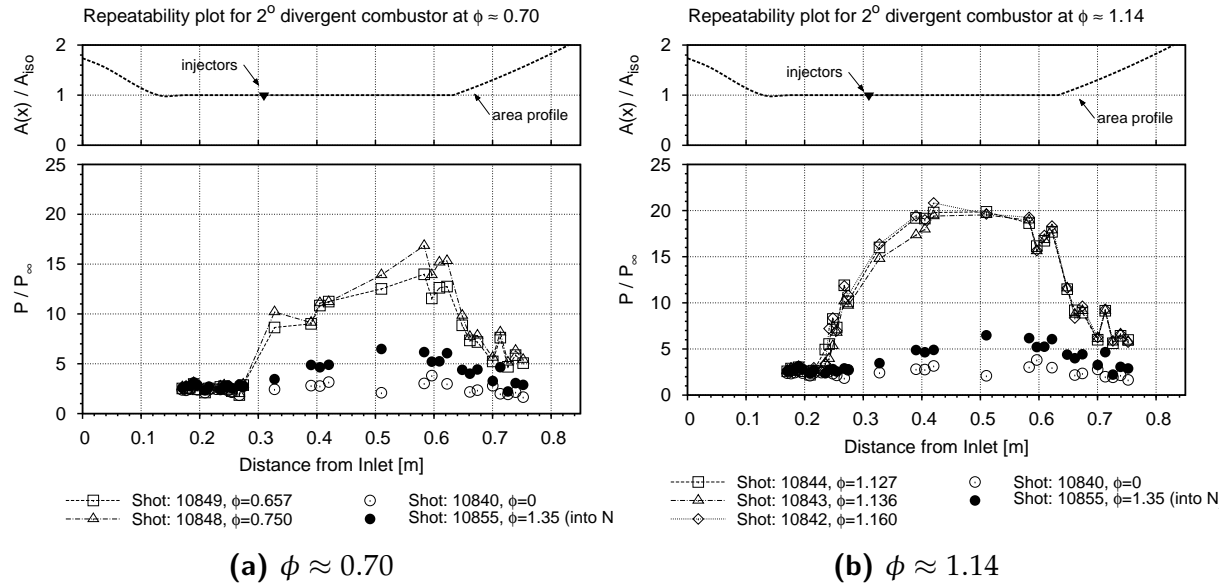 Repeatability plot for 2o divergent combustor at ϕ ≈ 0.70
A(x) / Aiso
2
1
0
injectors
area profile
P / P∞
25
20
15
10
5
0
0 0.1 0.2 0.3 0.4 0.5 0.6 0.7 0.8
Distance from Inlet [m]
Shot: 10849, ϕ=0.657
Shot: 10848, ϕ=0.750
Shot: 10840, ϕ=0
Shot: 10855, ϕ=1.35 (into N
(a) ϕ ≈ 0.70
Repeatability plot for 2o divergent combustor at ϕ ≈ 1.14
A(x) / Aiso
2
1
0
injectors
area profile
P / P∞
25
20
15
10
5
0
0 0.1 0.2 0.3 0.4 0.5 0.6 0.7 0.8
Distance from Inlet [m]
Shot: 10844, ϕ=1.127
Shot: 10843, ϕ=1.136
Shot: 10842, ϕ=1.160
Shot: 10840, ϕ=0
Shot: 10855, ϕ=1.35 (into N
(b) ϕ ≈ 1.14